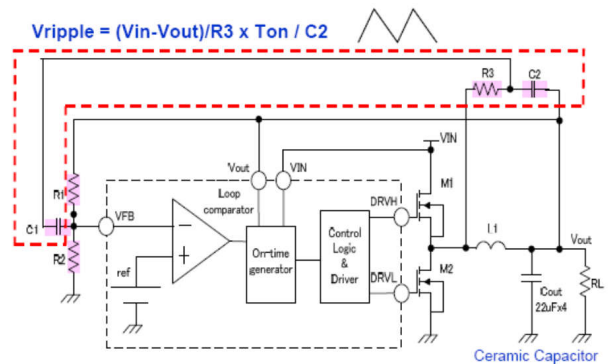 Vripple = (Vin-Vout)/R3 x Ton / C2
R3
C2
VIN
Vout
VIN
R1
Loop
comparator
M1
DRVH
C1
VFB
L1
Vout
On-time
generator
Control
Logic
&
Driver
R2
ref
DRVL
M2
Cout
22uFx4
RL
Ceramic Capacitor